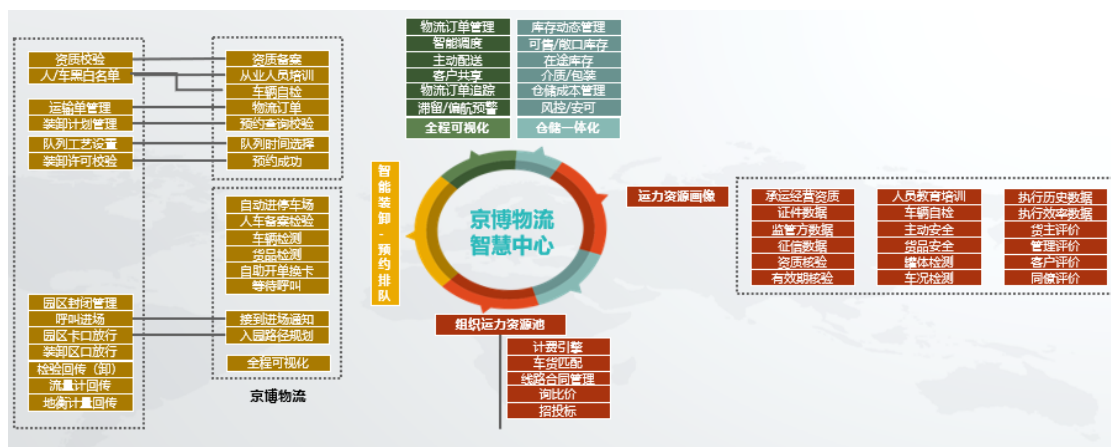 资质校验
人/车黑白名单
运输单管理
装卸计划管理
队列工艺设置
装卸许可校验
园区封闭管理
呼叫进场
园区卡口放行
装卸区口放行
检验回传（卸）
流量计回传
地衡计量回传
资质备案
从业人员培训
车辆自检
物流订单
预约查询校验
队列时间选择
预约成功
自动进停车场
人车备案检验
车辆检测
货品检测
自助开单换卡
等待呼叫
接到进场通知
入园路径规划
全程可视化
京博物流
智能装卸-预约排队
物流订单管理
智能调度
主动配送
客户共享
物流订单追踪
滞留/偏航预警
全程可视化
库存动态管理
可售/敞口库存
在途库存
介质/包装
仓储成本管理
风控/安可
仓储一体化
京博物流
智慧中心
组织运力资源池
计费引擎
车货匹配
线路合同管理
询比价
招投标
运力资源画像
承运经营资质
证件数据
监管方数据
征信数据
资质核验
有效期核验
人员教育培训
车辆自检
主动安全
货品安全
罐体检测
车况检测
执行历史数据
执行效率数据
货主评价
管理评价
客户评价
同僚评价